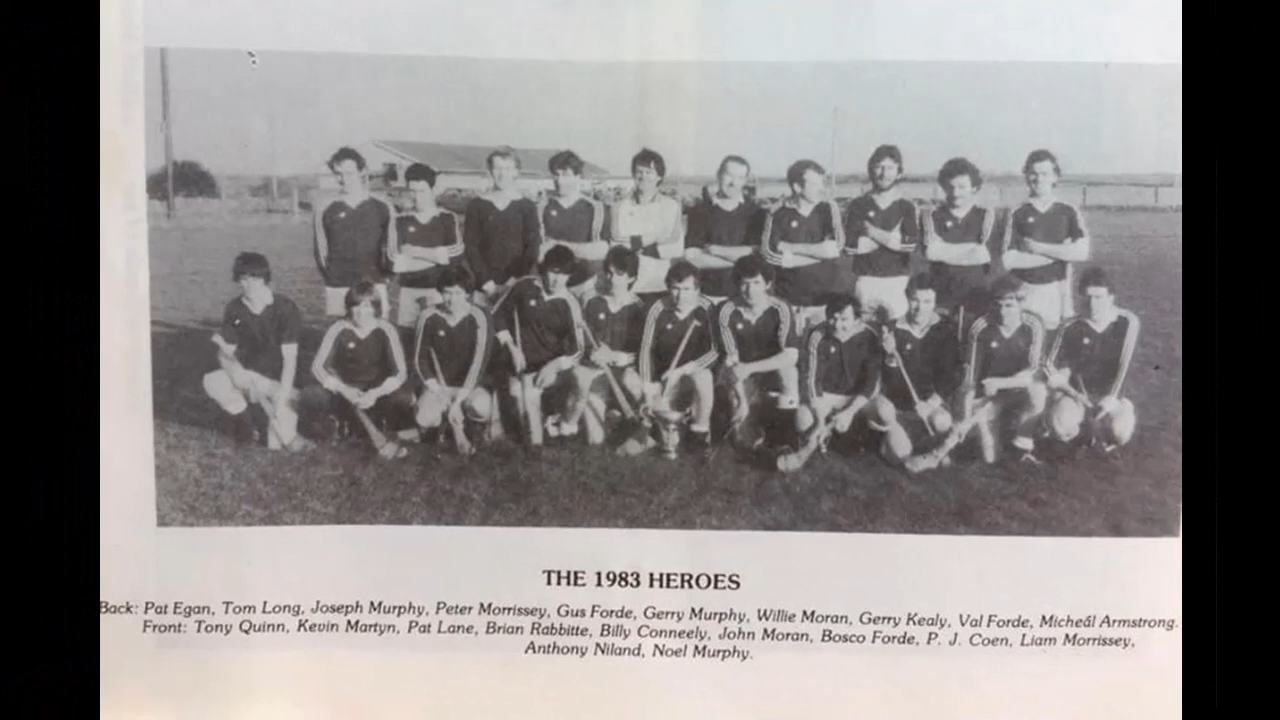 THE 1983 HEROES
Back: Pat Egan, Tom Long, Joseph Murphy, Peter Morrissey, Gus Forde, Gerry Murphy, Willie Moran, Gerry Kealy, Val Forde, Micheál Armstrong.
Front: Tony Quinn, Kevin Martyn, Pat Lane, Brian Rabbitte, Billy Conneely, John Moran, Bosco Forde, P. J. Coen, Liam Morrissey,
Anthony Niland, Noel Murphy.